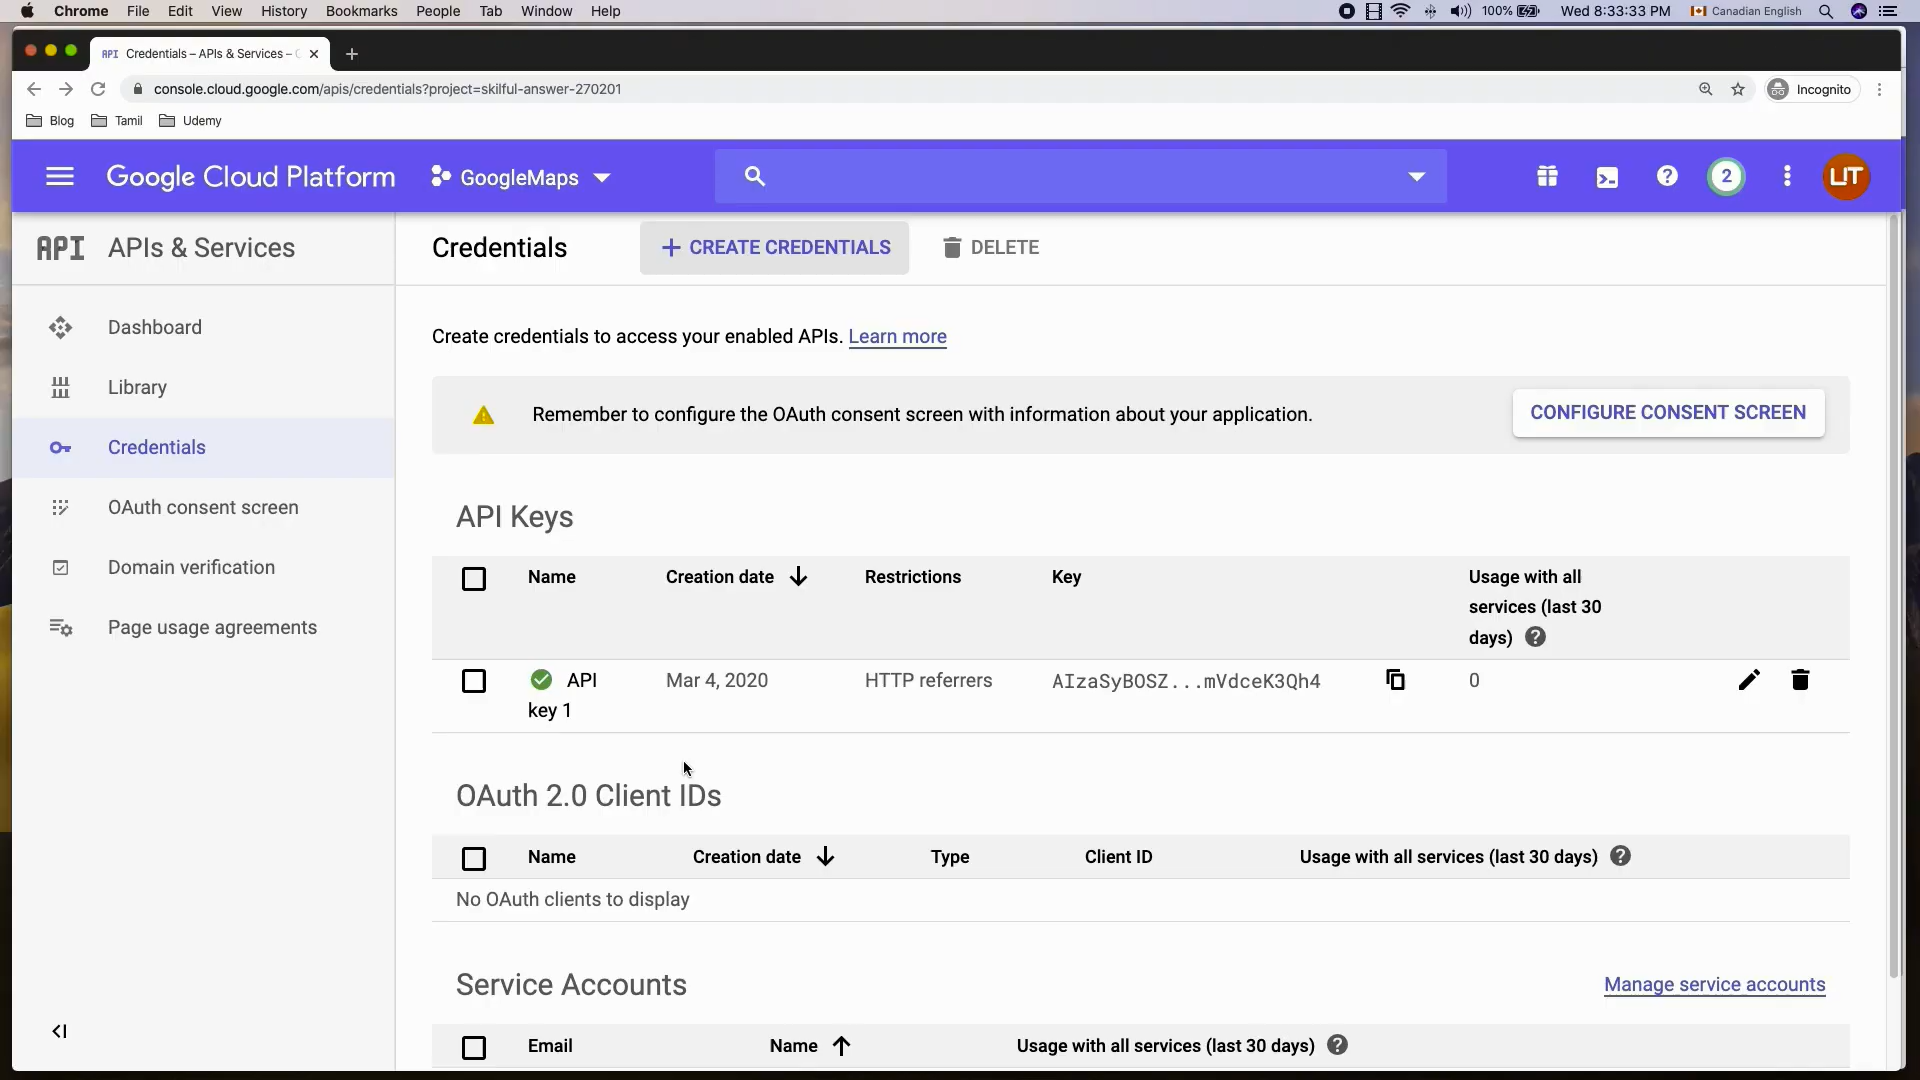 Chrome File Edit View History Bookmarks People Tab Window Help 100% Wed 8:33:33 PM Canadian English
API Credentials – APIs & Services –
console.cloud.google.com/apis/credentials?project=skilful-answer-270201 Incognito
Blog Tamil Udemy
Google Cloud Platform GoogleMaps 2 LIT
API APIs & Services
Credentials + CREATE CREDENTIALS DELETE
Dashboard
Library
Credentials
OAuth consent screen
Domain verification
Page usage agreements
Create credentials to access your enabled APIs. Learn more
Remember to configure the OAuth consent screen with information about your application. CONFIGURE CONSENT SCREEN
API Keys
Name Creation date Restrictions Key Usage with all
services (last 30
days)
API Mar 4, 2020 HTTP referrers AIzaSyBOSZ...mVdceK3Qh4 0
key 1
OAuth 2.0 Client IDs
Name Creation date Type Client ID Usage with all services (last 30 days)
No OAuth clients to display
Service Accounts Manage service accounts
Email Name Usage with all services (last 30 days)